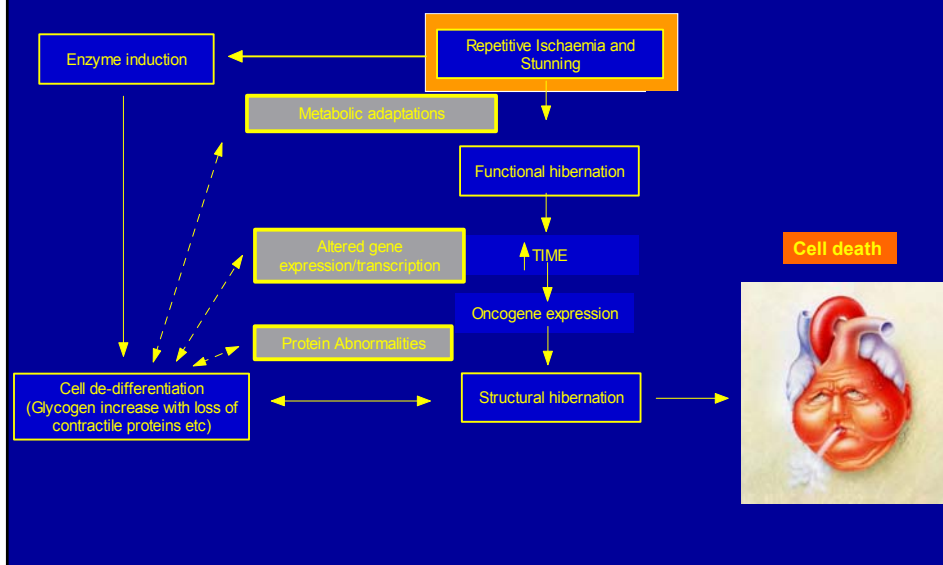 Repetitive Ischaemia and
Stunning
Enzyme induction
Metabolic adaptations
Functional hibernation
Altered gene
expression/transcription
TIME
Cell death
Oncogene expression
Protein Abnormalities
Cell de-differentiation
(Glycogen increase with loss of
contractile proteins etc)
Structural hibernation